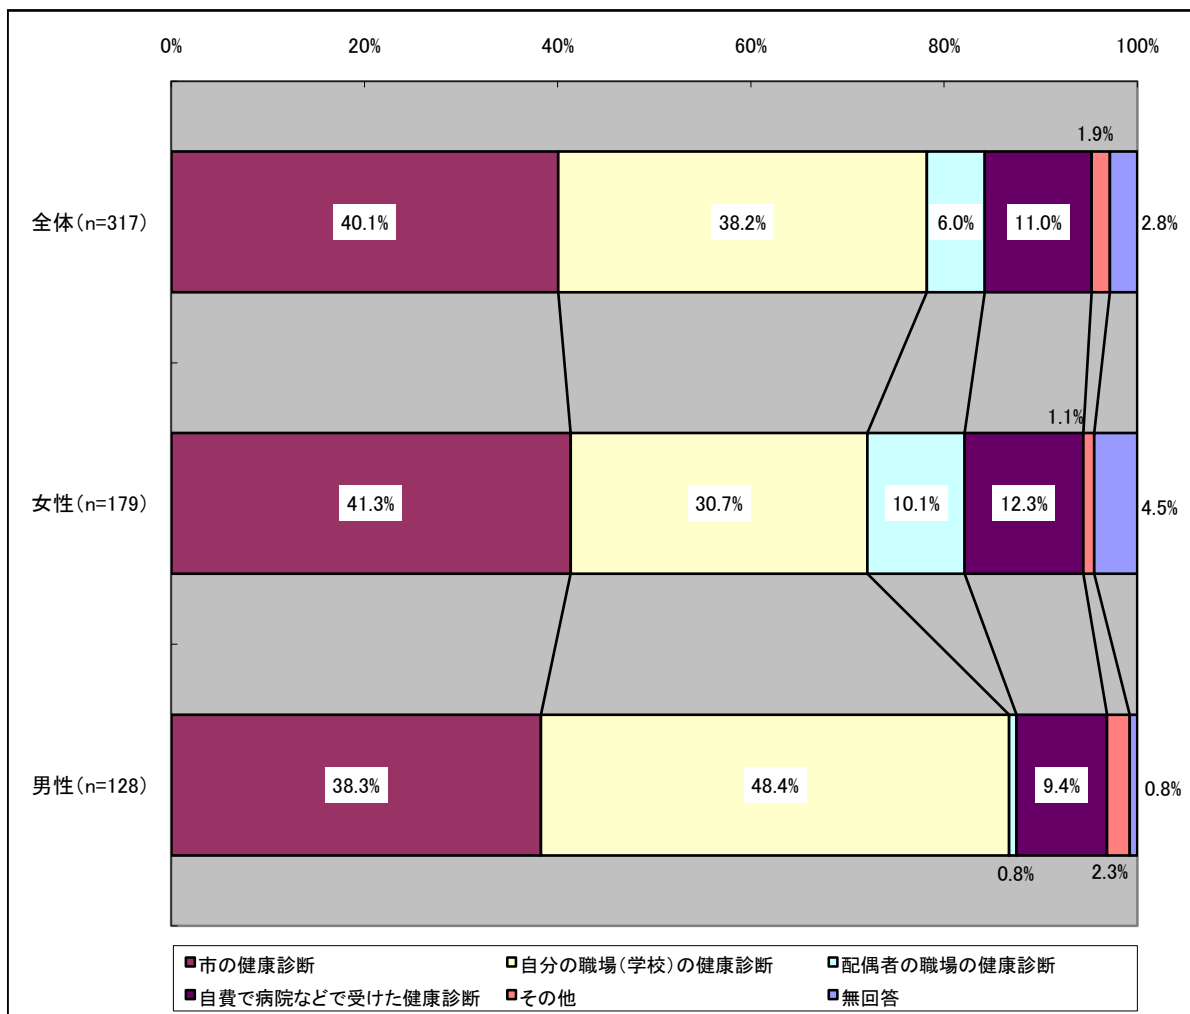 0% 20% 40% 60% 80% 100%
1.9%
全体(n=317) 40.1% 38.2% 6.0% 11.0% 2.8%
1.1%
女性(n=179) 41.3% 30.7% 10.1% 12.3% 4.5%
男性(n=128) 38.3% 48.4% 9.4% 0.8%
0.8% 2.3%
市の健康診断 自分の職場(学校)の健康診断 配偶者の職場の健康診断
自費で病院などで受けた健康診断 その他 無回答